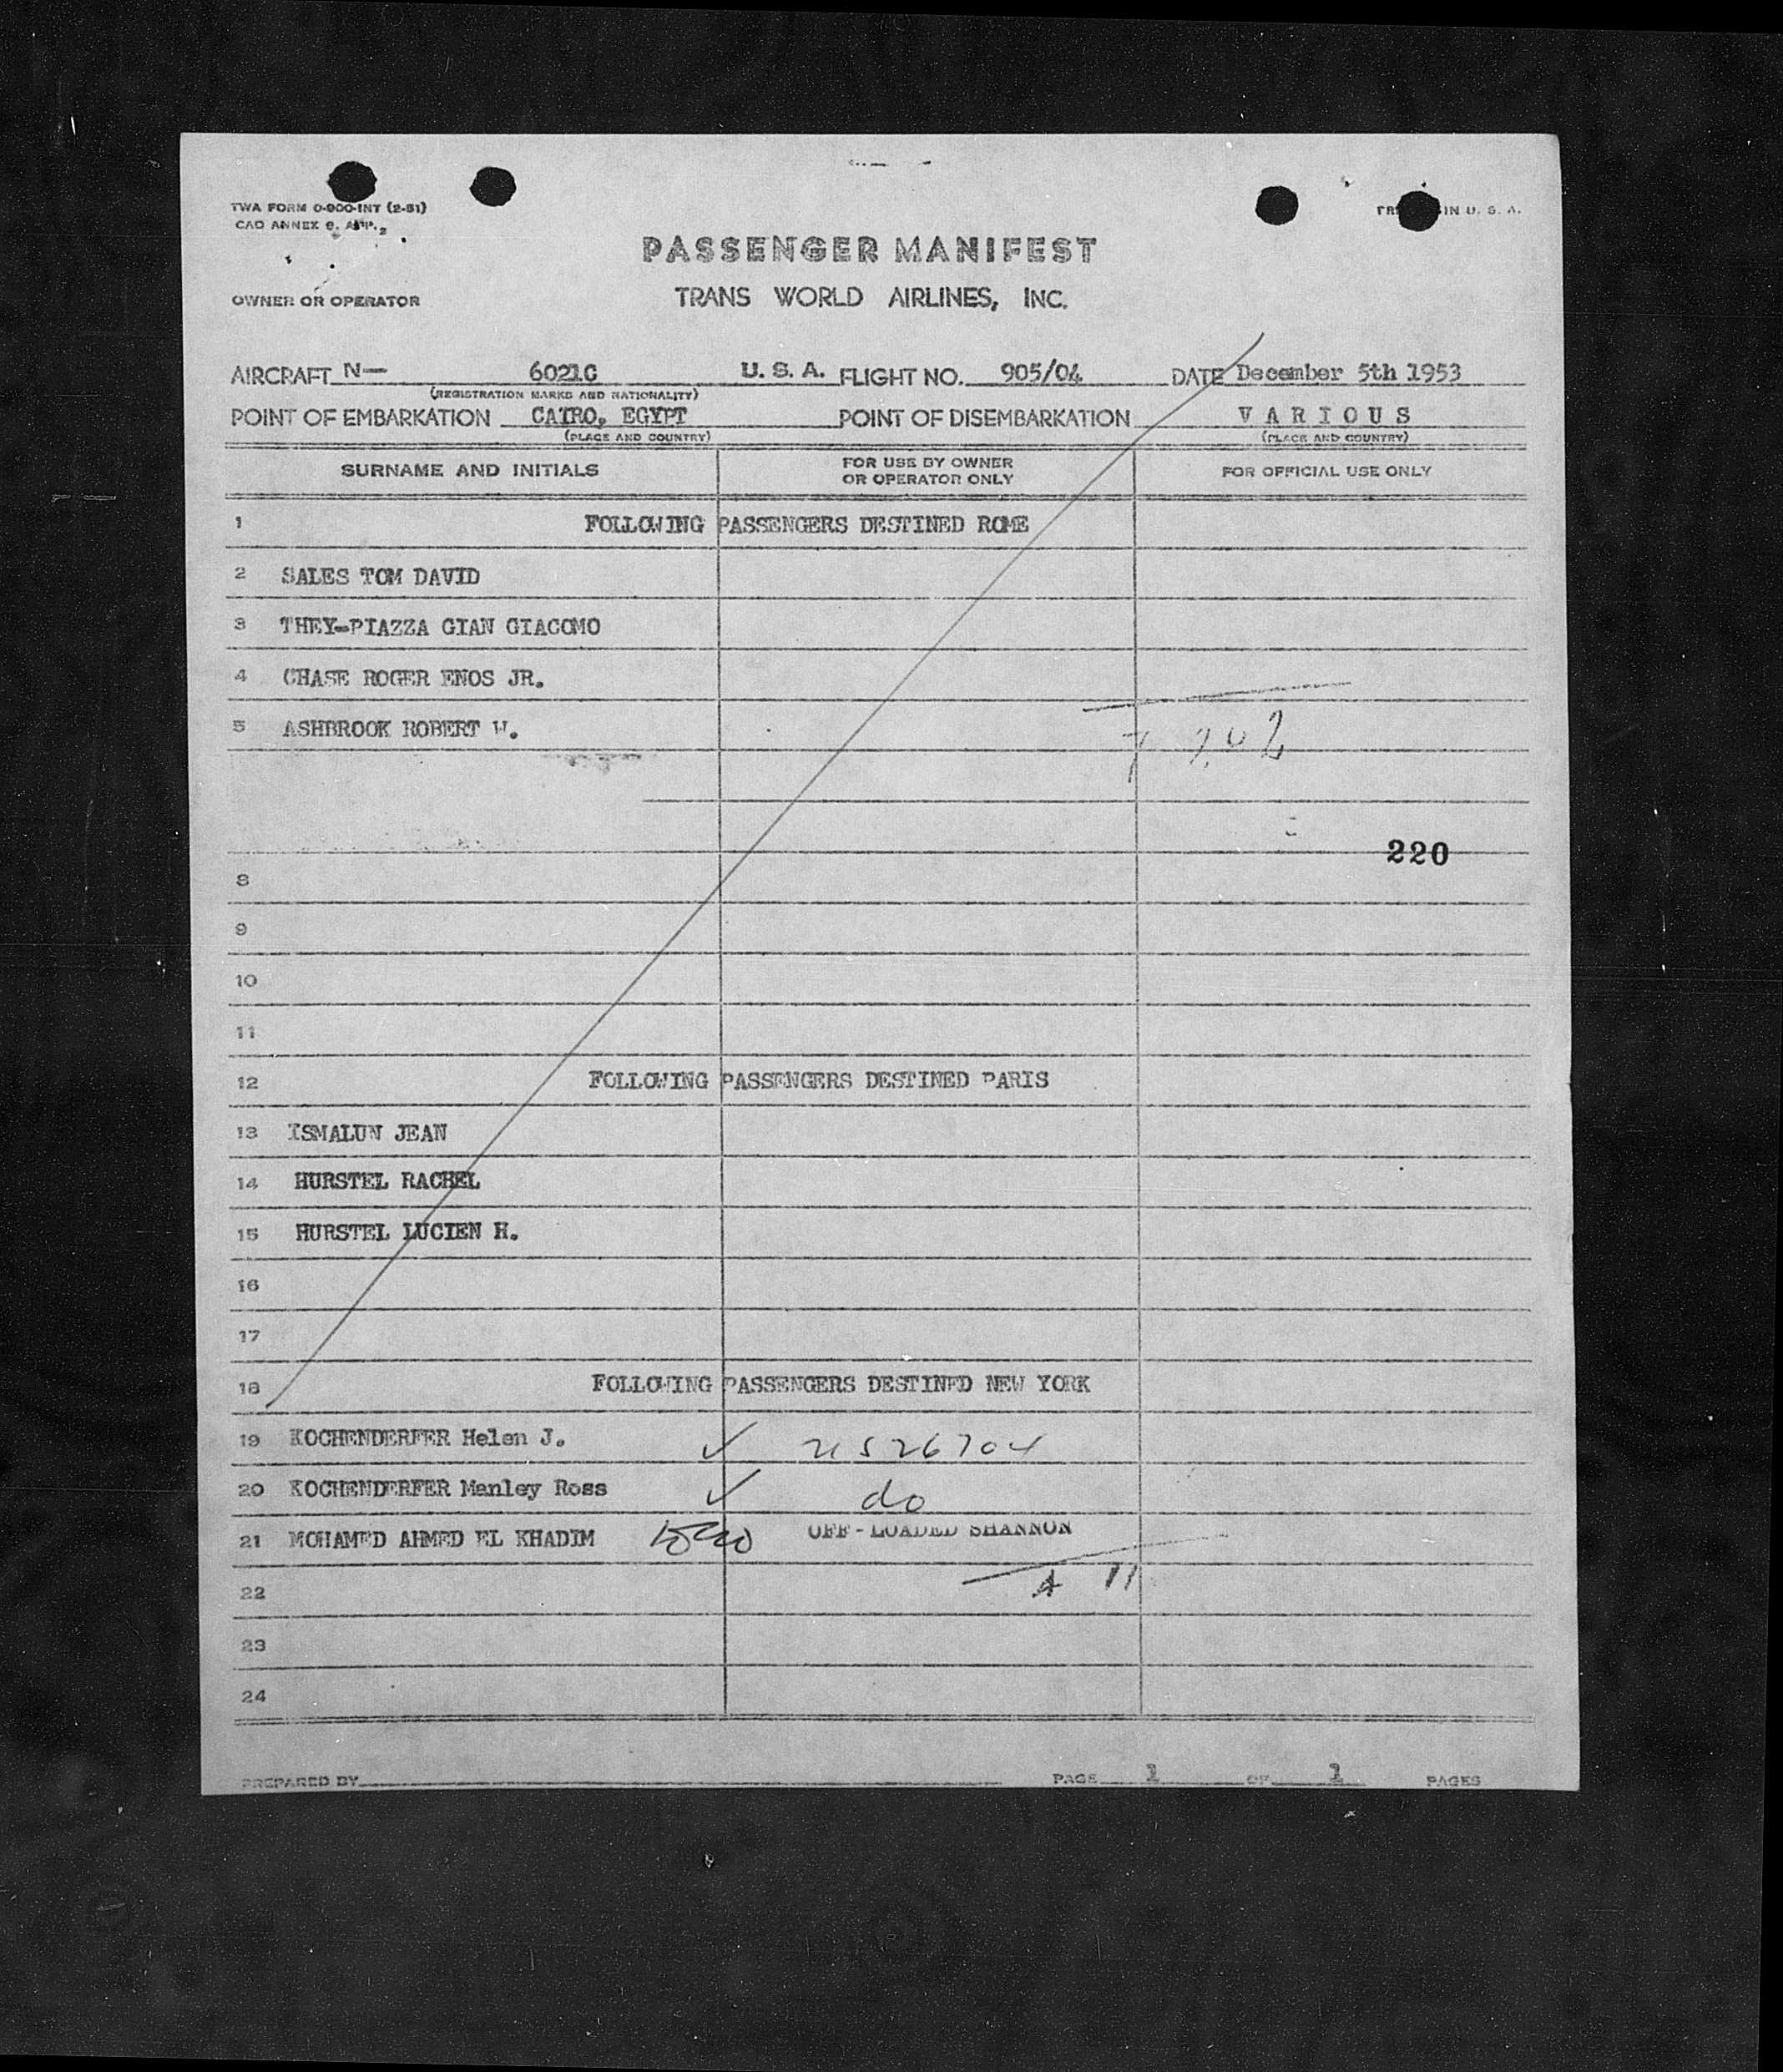 TWA FORM 0-900-INT (2-51)
CAO ANNEX 9, APP. 2
IN U. S. A.
PASSENGER MANIFEST
OWNER OR OPERATOR
TRANS WORLD AIRLINES, INC.
AIRCRAFT N— 6021C U. S. A. FLIGHT NO. 905/04 DATE December 5th 1953
(REGISTRATION MARKS AND NATIONALITY)
POINT OF EMBARKATION CAIRO, EGYPT POINT OF DISEMBARKATION V A R I O U S
(PLACE AND COUNTRY) (PLACE AND COUNTRY)
SURNAME AND INITIALS FOR USE BY OWNER OR OPERATOR ONLY FOR OFFICIAL USE ONLY
1 FOLLOWING PASSENGERS DESTINED ROME
2 SALES TOM DAVID
3 THEY-PIAZZA GIAN GIACOMO
4 CHASE ROGER ENOS JR.
5 ASHBROOK ROBERT W.
220
8
9
10
11
12 FOLLOWING PASSENGERS DESTINED PARIS
13 ISMALUN JEAN
14 HURSTEL RACHEL
15 HURSTEL LUCIEN H.
16
17
18 FOLLOWING PASSENGERS DESTINED NEW YORK
19 KOCHENDERFER Helen J. ✓ US26704
20 KOCHENDERFER Manley Ross ✓ do
21 MOHAMED AHMED EL KHADIM OFF - LOADED SHANNON
22 A 11
23
24
PREPARED BY PAGE 1 OF 1 PAGES